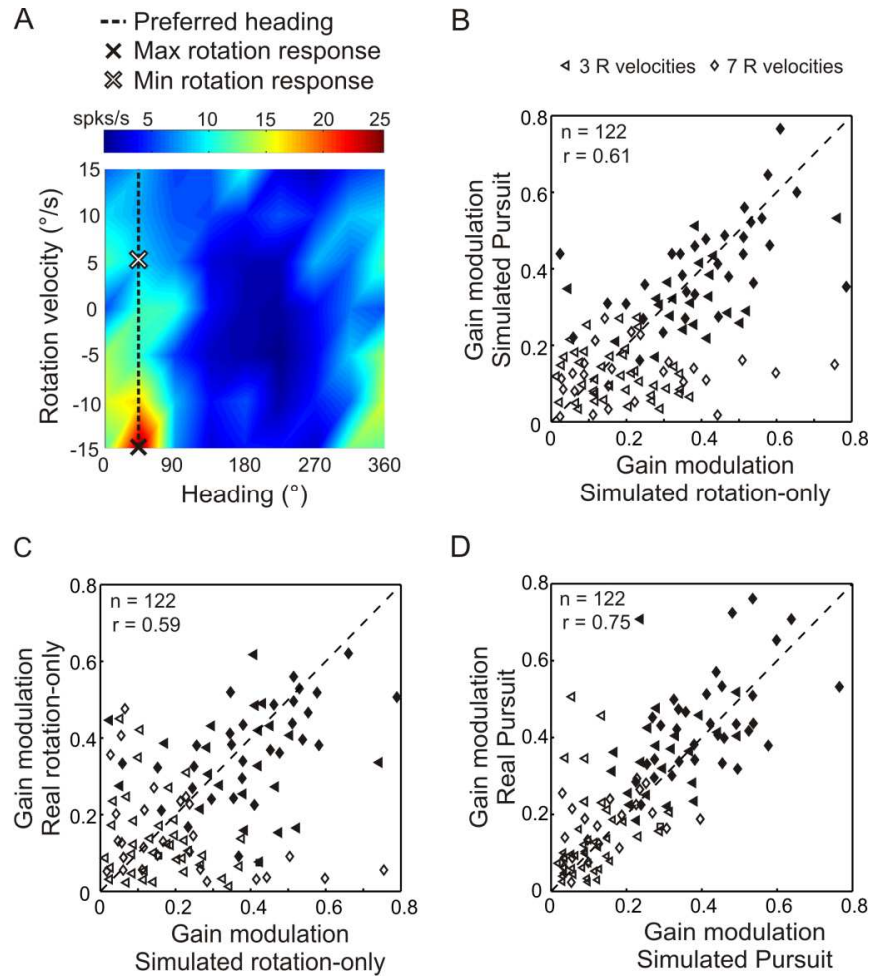 A
Preferred heading
Max rotation response
Min rotation response
spks/s 5 10 15 20 25
Rotation velocity (°/s)
15
10
5
0
-5
-10
-15
0 90 180 270 360
Heading (°)
B
3 R velocities 7 R velocities
n = 122
r = 0.61
Gain modulation
Simulated Pursuit
0.8
0.6
0.4
0.2
0
0 0.2 0.4 0.6 0.8
Gain modulation
Simulated rotation-only
C
n = 122
r = 0.59
Gain modulation
Real rotation-only
0.8
0.6
0.4
0.2
0
0 0.2 0.4 0.6 0.8
Gain modulation
Simulated rotation-only
D
n = 122
r = 0.75
Gain modulation
Real Pursuit
0.8
0.6
0.4
0.2
0
0 0.2 0.4 0.6 0.8
Gain modulation
Simulated Pursuit